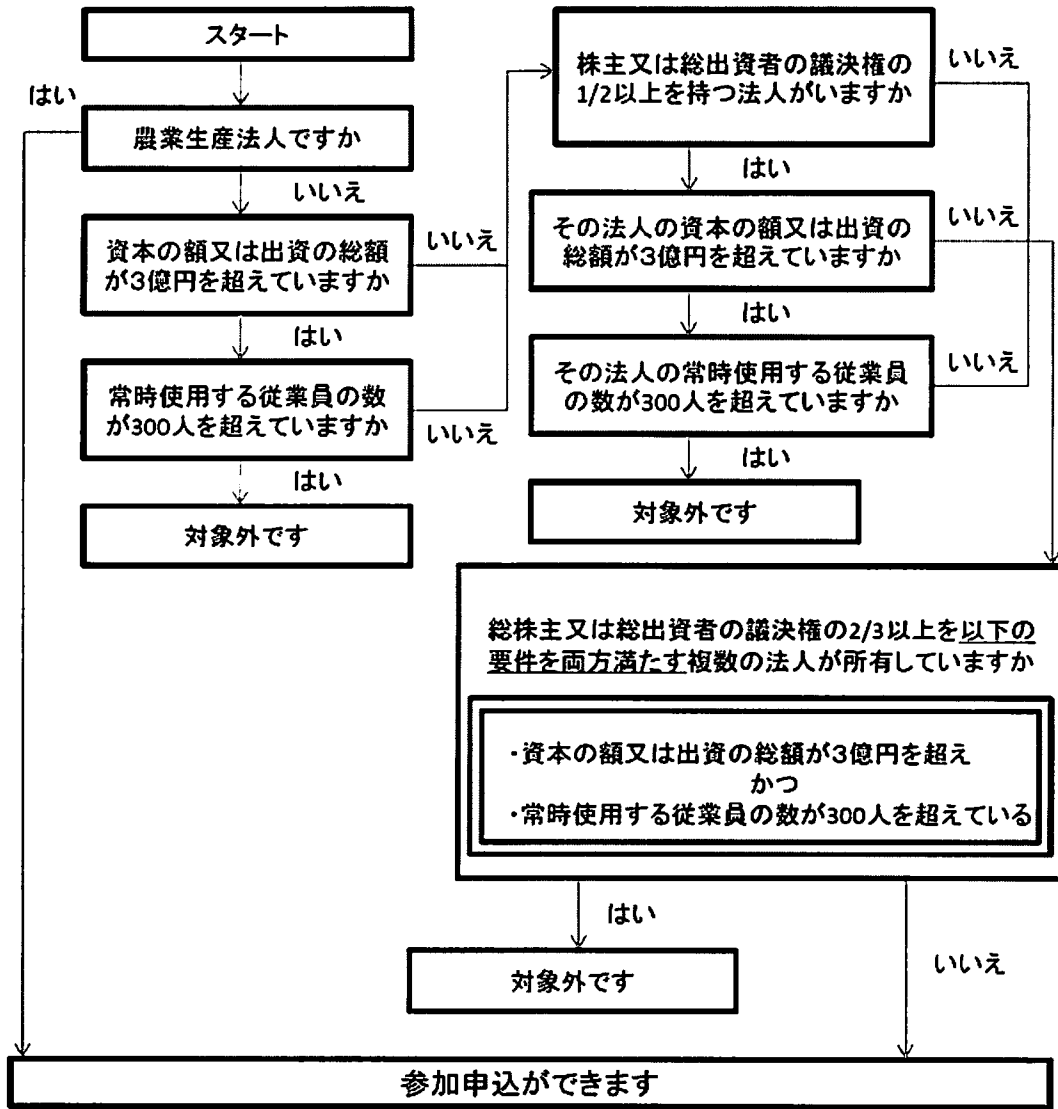 スタート
はい
農業生産法人ですか
いいえ
資本の額又は出資の総額
が3億円を超えていますか
いいえ
はい
常時使用する従業員の数
が300人を超えていますか
いいえ
はい
対象外です
株主又は総出資者の議決権の
1/2以上を持つ法人がいますか
いいえ
はい
その法人の資本の額又は出資の
総額が3億円を超えていますか
いいえ
はい
その法人の常時使用する従業員
の数が300人を超えていますか
いいえ
はい
対象外です
総株主又は総出資者の議決権の2/3以上を以下の
要件を両方満たす複数の法人が所有していますか
・資本の額又は出資の総額が3億円を超え
かつ
・常時使用する従業員の数が300人を超えている
はい
対象外です
いいえ
参加申込ができます